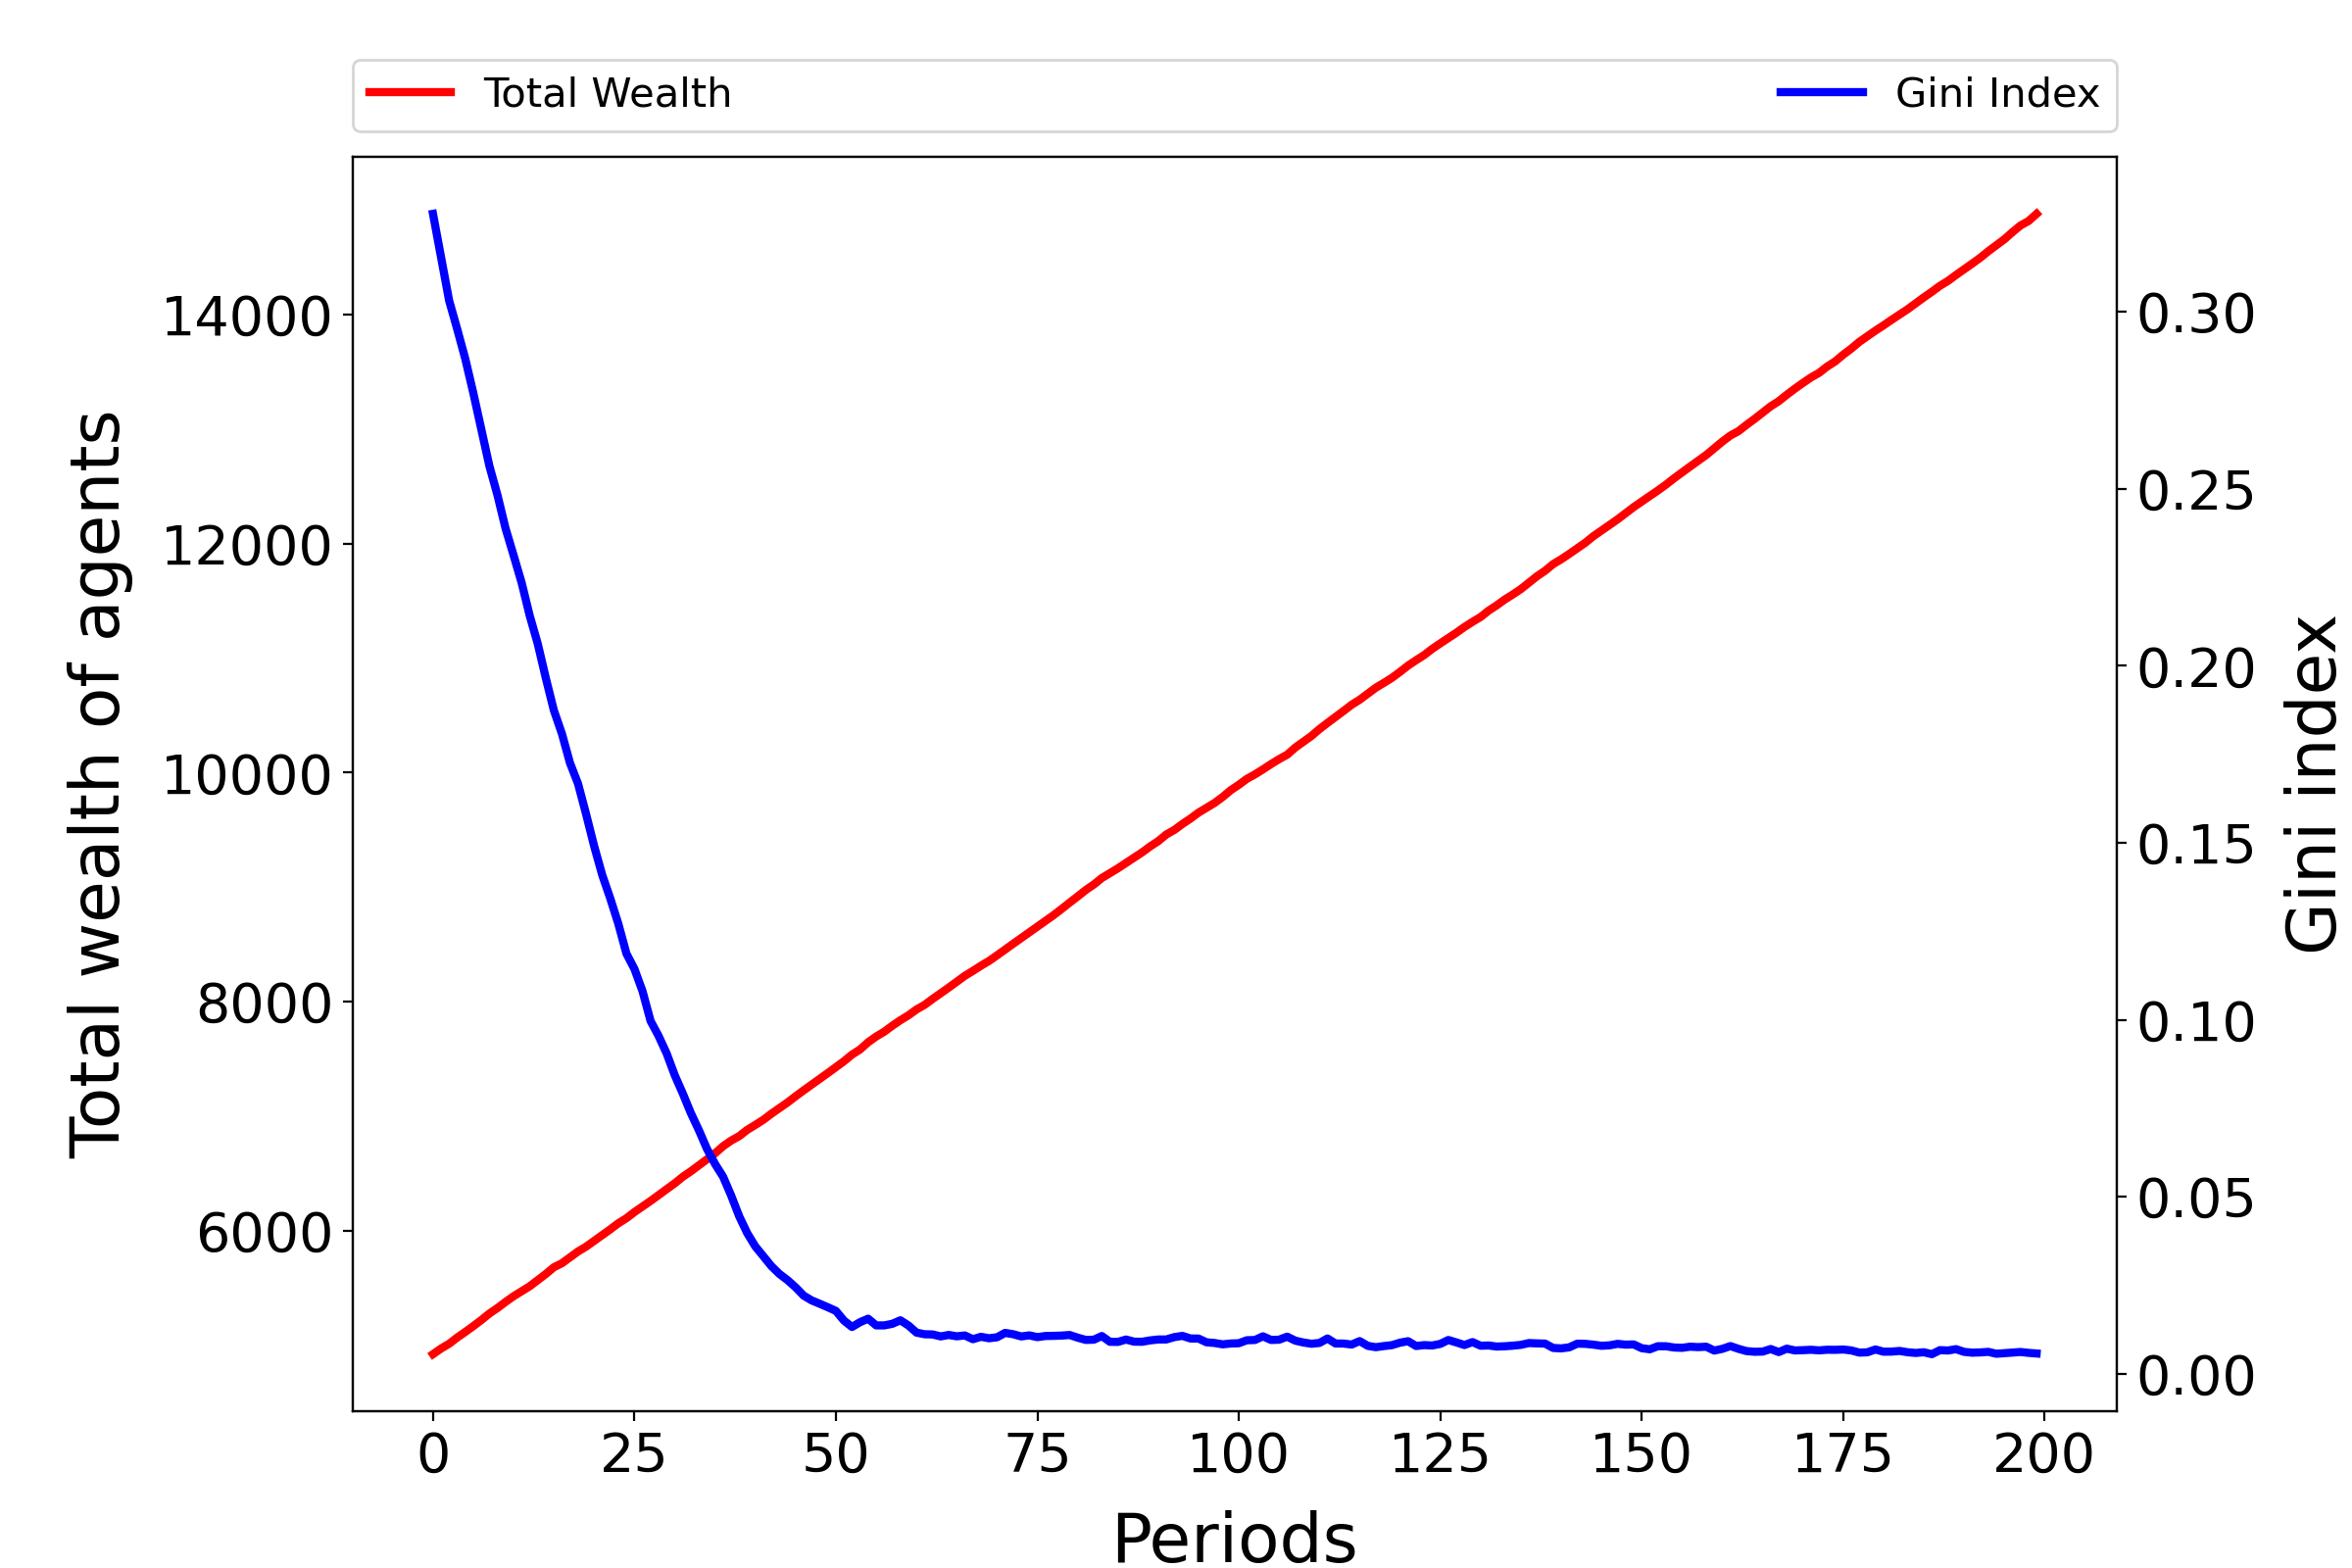 Total Wealth
Gini Index
Total wealth of agents
14000
12000
10000
8000
6000
0.30
0.25
0.20
0.15
0.10
0.05
0.00
Gini index
0 25 50 75 100 125 150 175 200
Periods